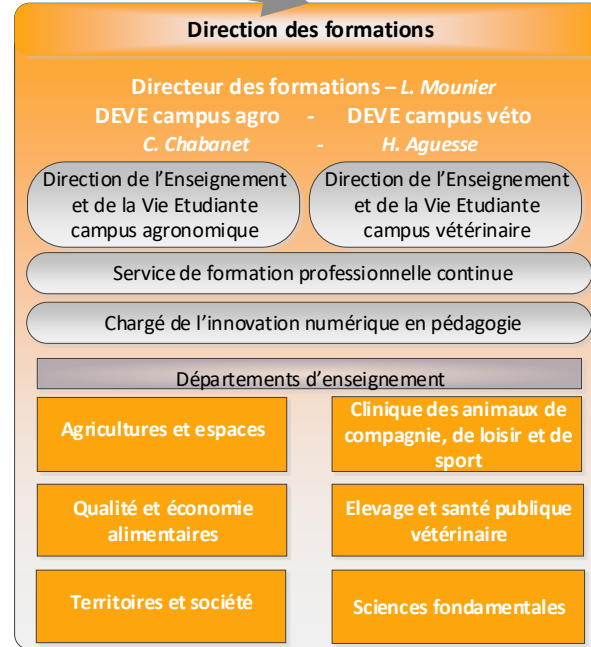 Direction des formations
Directeur des formations – L. Mounier
DEVE campus agro - DEVE campus véto
C. Chabanet - H. Aguesse
Direction de l’Enseignement
et de la Vie Etudiante
campus agronomique
Direction de l’Enseignement
et de la Vie Etudiante
campus vétérinaire
Service de formation professionnelle continue
Chargé de l’innovation numérique en pédagogie
Départements d’enseignement
Agricultures et espaces
Clinique des animaux de
compagnie, de loisir et de
sport
Qualité et économie
alimentaires
Elevage et santé publique
vétérinaire
Territoires et société
Sciences fondamentales